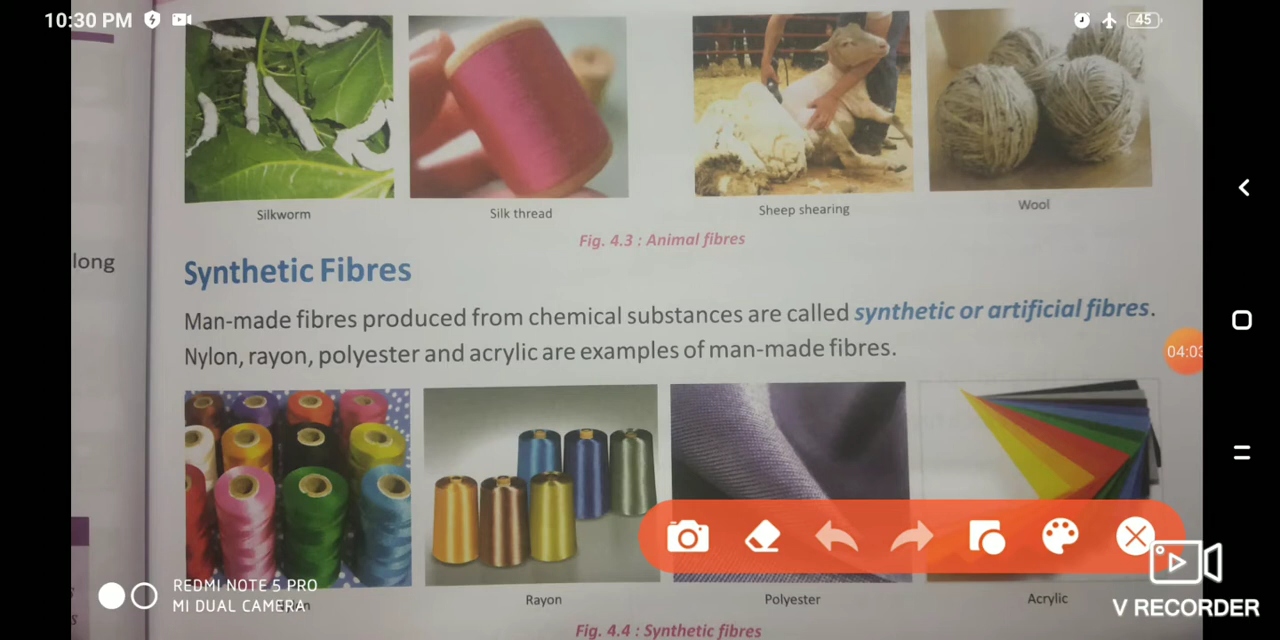 10:30 PM
45
Silkworm
Silk thread
Sheep shearing
Wool
Fig. 4.3 : Animal fibres
long
Synthetic Fibres
Man-made fibres produced from chemical substances are called synthetic or artificial fibres.
Nylon, rayon, polyester and acrylic are examples of man-made fibres.
04:03
REDMI NOTE 5 PRO
MI DUAL CAMERA
Rayon
Polyester
Acrylic
V RECORDER
Fig. 4.4 : Synthetic fibres